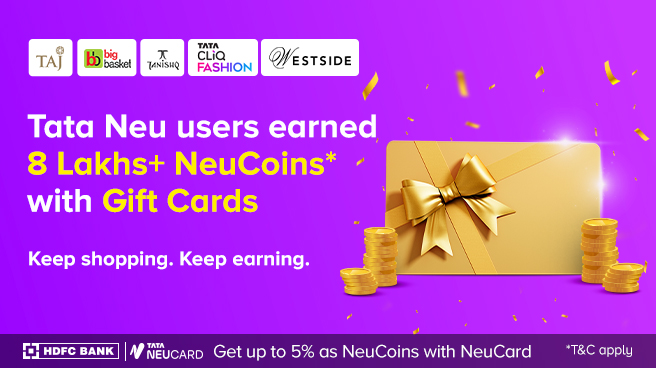 TAJ
bb big basket
TANISHQ
TATA CLiQ FASHION
WESTSIDE
Tata Neu users earned
8 Lakhs+ NeuCoins*
with Gift Cards
Keep shopping. Keep earning.
HDFC BANK | TATA NEUCARD Get up to 5% as NeuCoins with NeuCard *T&C apply